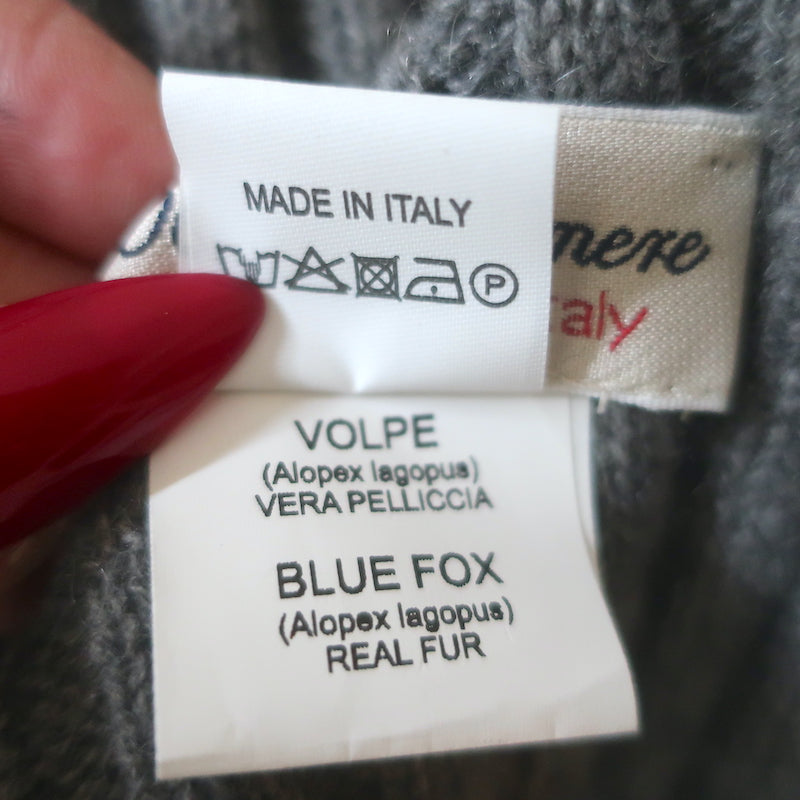 MADE IN ITALY
P
VOLPE
(Alopex lagopus)
VERA PELLICCIA
BLUE FOX
(Alopex lagopus)
REAL FUR